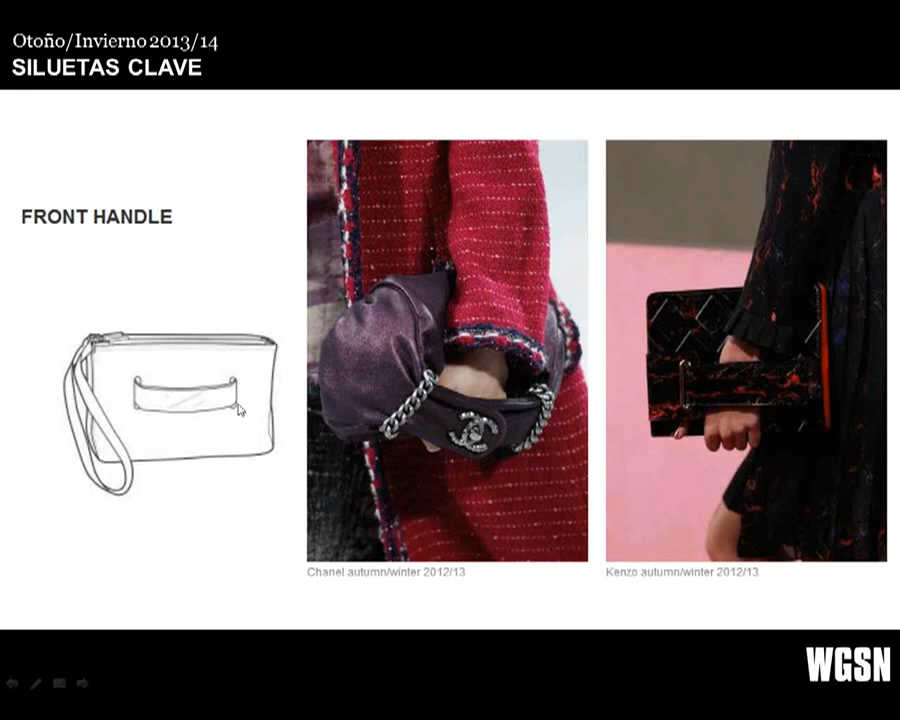 Otoño/Invierno 2013/14
SILUETAS CLAVE
FRONT HANDLE
Chanel autumn/winter 2012/13
Kenzo autumn/winter 2012/13
WGSN